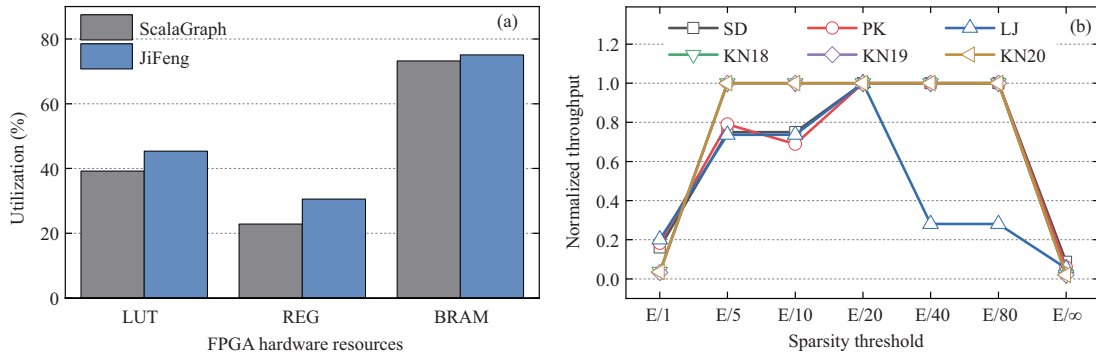 (a)
ScalaGraph
JiFeng
80
60
40
20
0
Utilization (%)
LUT REG BRAM
FPGA hardware resources
(b)
SD PK LJ
KN18 KN19 KN20
1.2
1.0
0.8
0.6
0.4
0.2
0.0
Normalized throughput
E/1 E/5 E/10 E/20 E/40 E/80 E/∞
Sparsity threshold